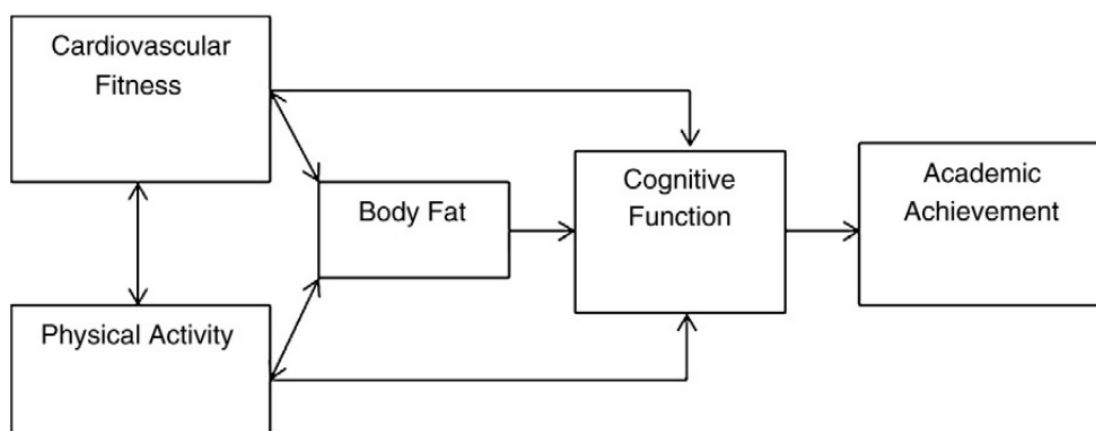 Cardiovascular
Fitness
Body Fat
Cognitive
Function
Academic
Achievement
Physical Activity